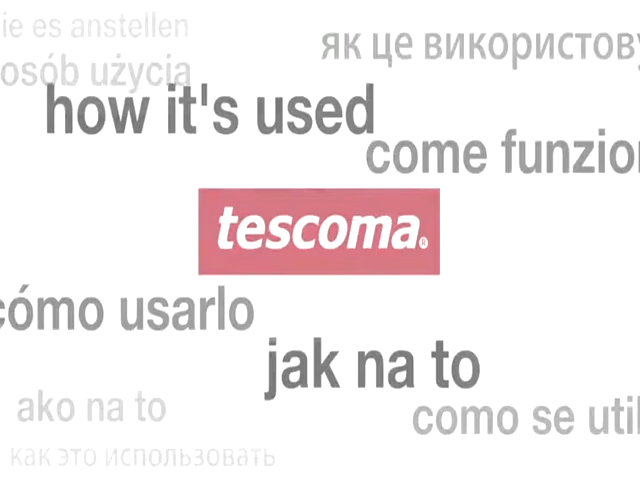 ie es anstellen
як це використову
osób użycia
how it's used
come funzion
tescoma®
cómo usarlo
jak na to
ako na to
como se util
как это использовать